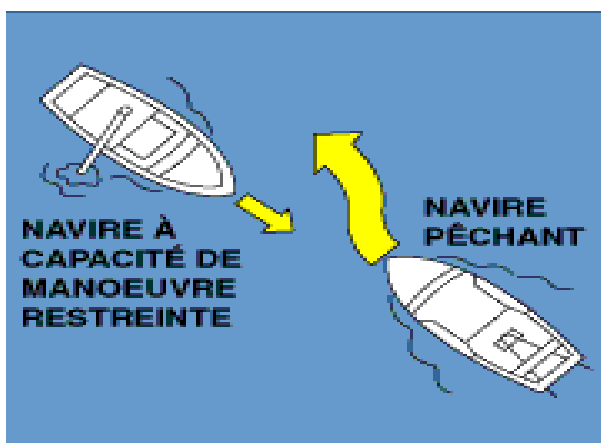 NAVIRE À
CAPACITÉ DE
MANOEUVRE
RESTREINTE
NAVIRE
PÊCHANT